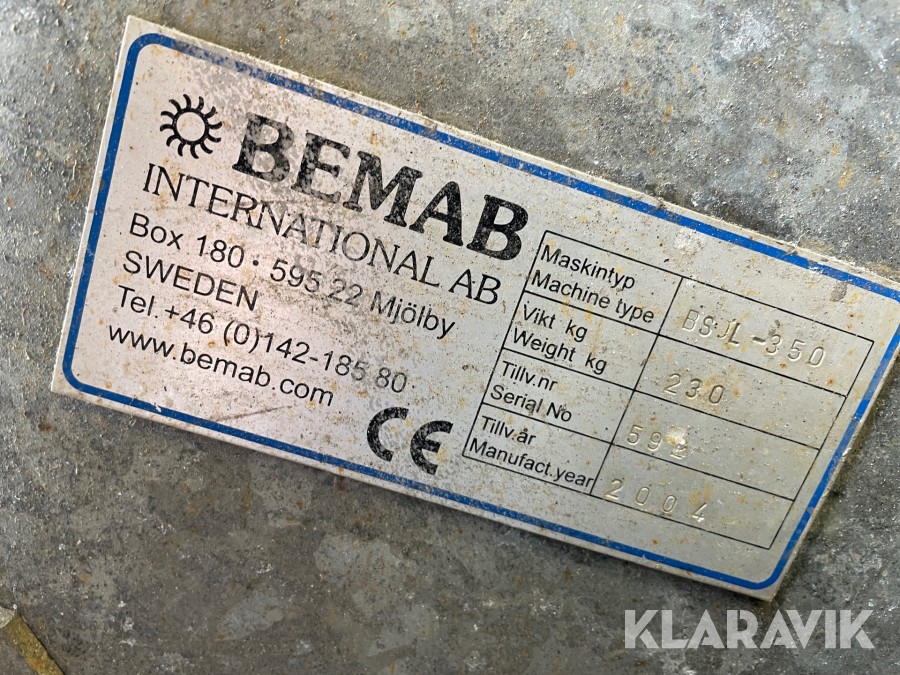 BEMAB
INTERNATIONAL AB
Box 180 · 595 22 Mjölby
SWEDEN
Tel.+46 (0)142-185 80
www.bemab.com
CE
Maskintyp
Machine type
BSJL-350
Vikt kg
Weight kg
230
Tillv.nr
Serial No
Tillv.år
Manufact.year
2004
KLARAVIK